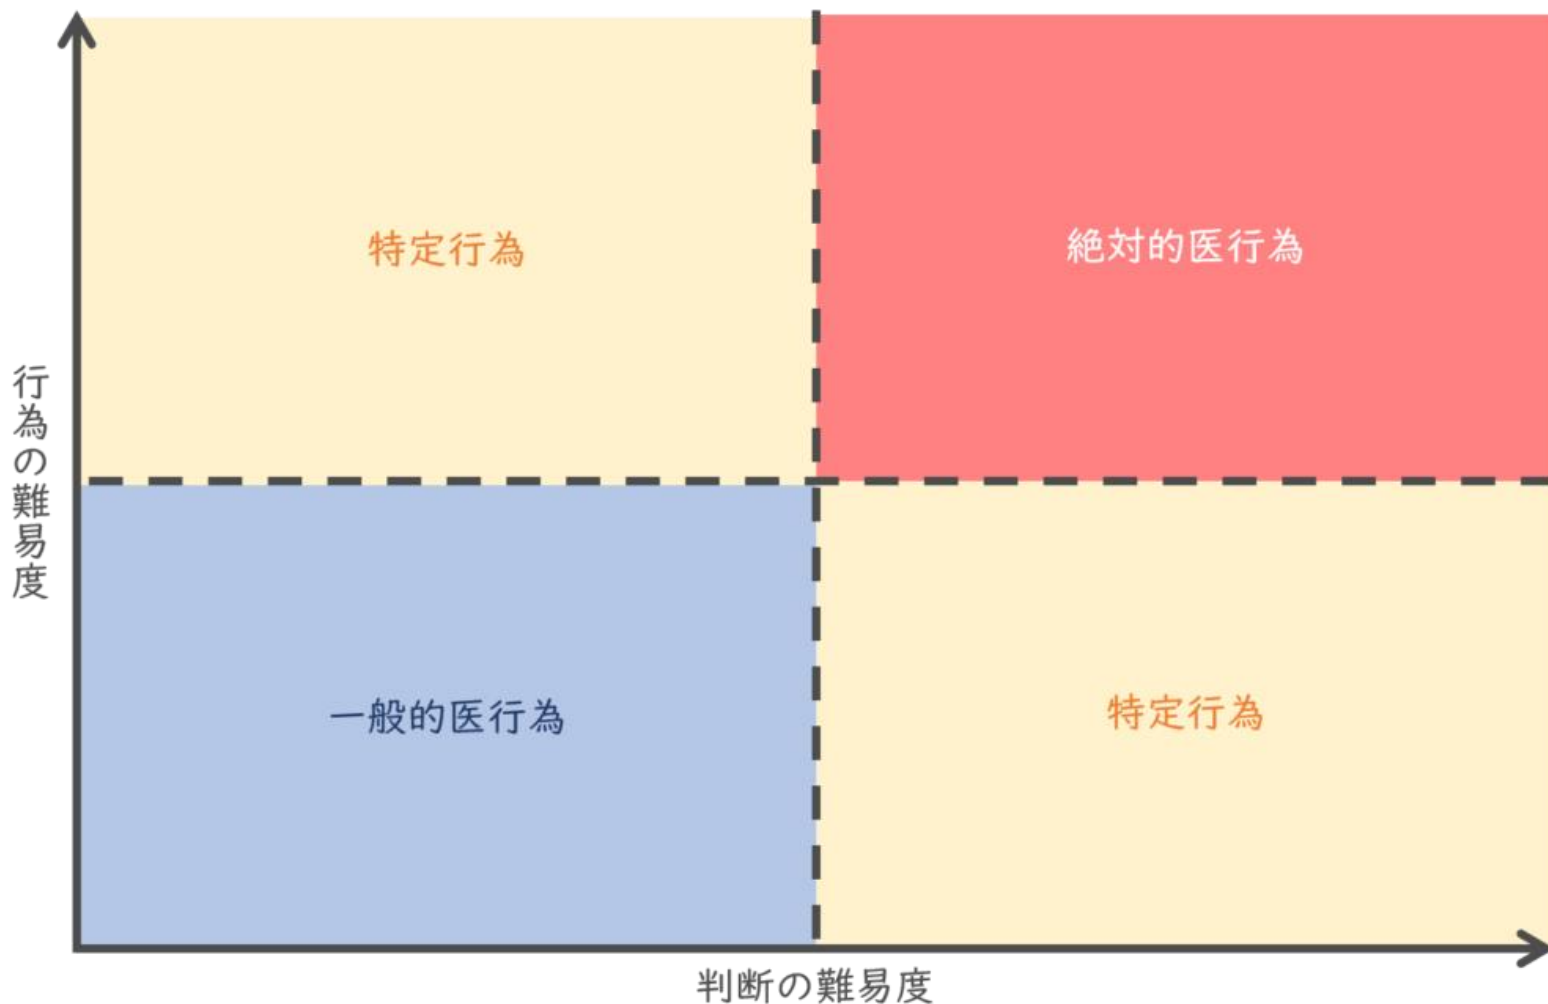 特定行為
絶対的医行為
行為の難易度
一般的医行為
特定行為
判断の難易度